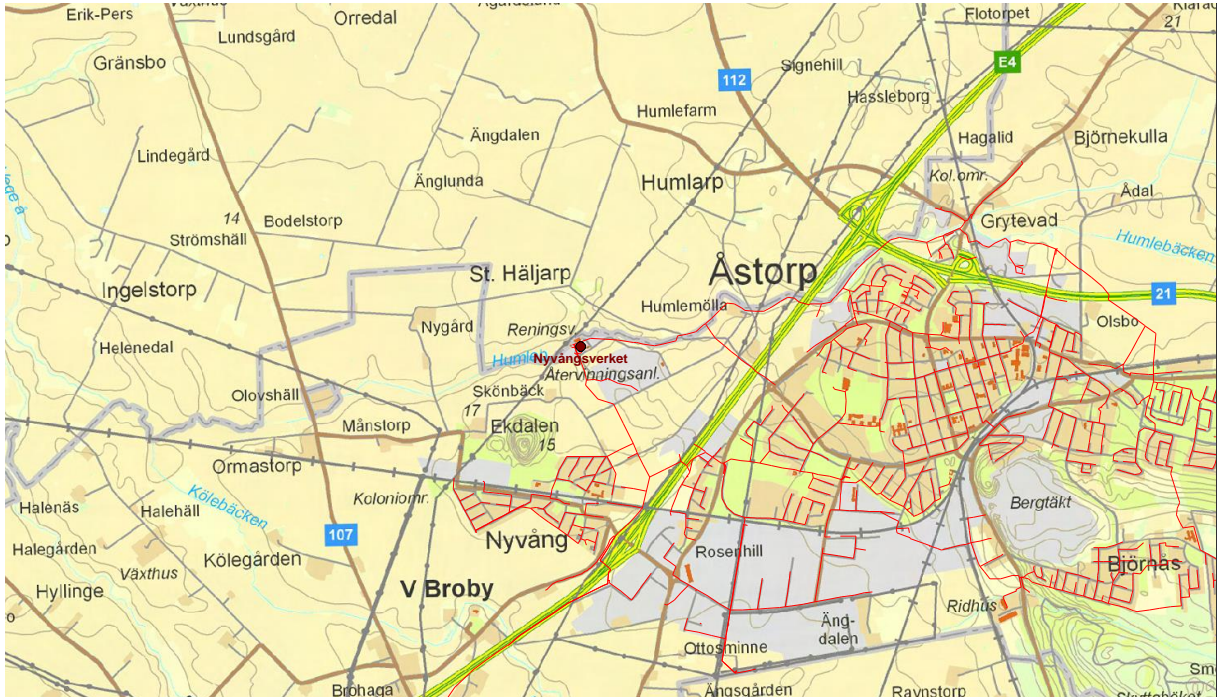 Erik-Pers
Orredal
Flotorpet
21
Lundsgård
Gränsbo
E4
112
Signehill
Hassleborg
Humlefarm
Ängdalen
Hagalid
Björnekulla
Lindegård
Änglunda
Humlarp
Kol.omr.
Ådal
14
Bodelstorp
Strömshäll
Grytevad
Humlebäcken
St. Häljarp
Åstorp
Ingelstorp
Humlemölla
21
Nygård
Reningsv.
Olsbo
Helenedal
Nyvångsverket
Återvinningsanl.
Skönbäck
Olovshäll
17
Månstorp
Ekdalen
15
Ormastorp
Koloniomr.
Kölebäcken
Bergtäkt
Halenäs
Halehäll
107
Nyvång
Rosenhill
Halegården
Kölegården
Växthus
Björnås
Hyllinge
V Broby
Ridhus
Äng-
dalen
Ottosminne
Brohaga
Ängsgården
Ravnstorp